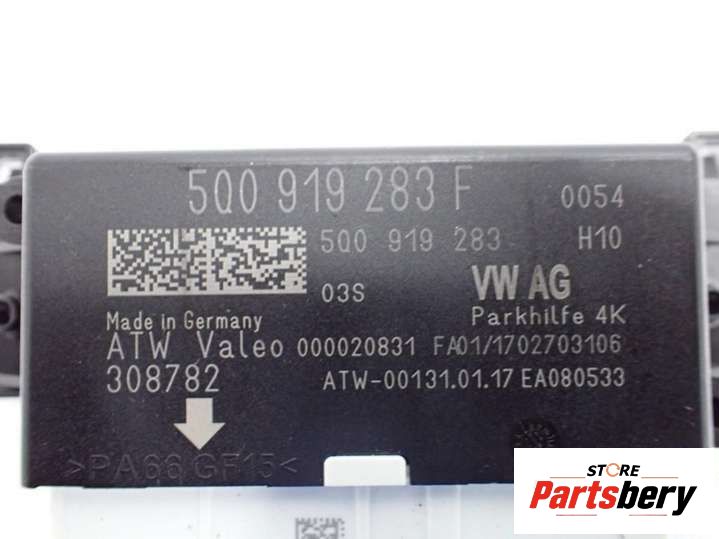 5Q0 919 283 F
0054
5Q0 919 283
H10
03S
VW AG
Made in Germany
Parkhilfe 4K
ATW Valeo 000020831 FA01/1702703106
308782
ATW-00131.01.17 EA080533
>PA66 GF15<
STORE
Partsbery